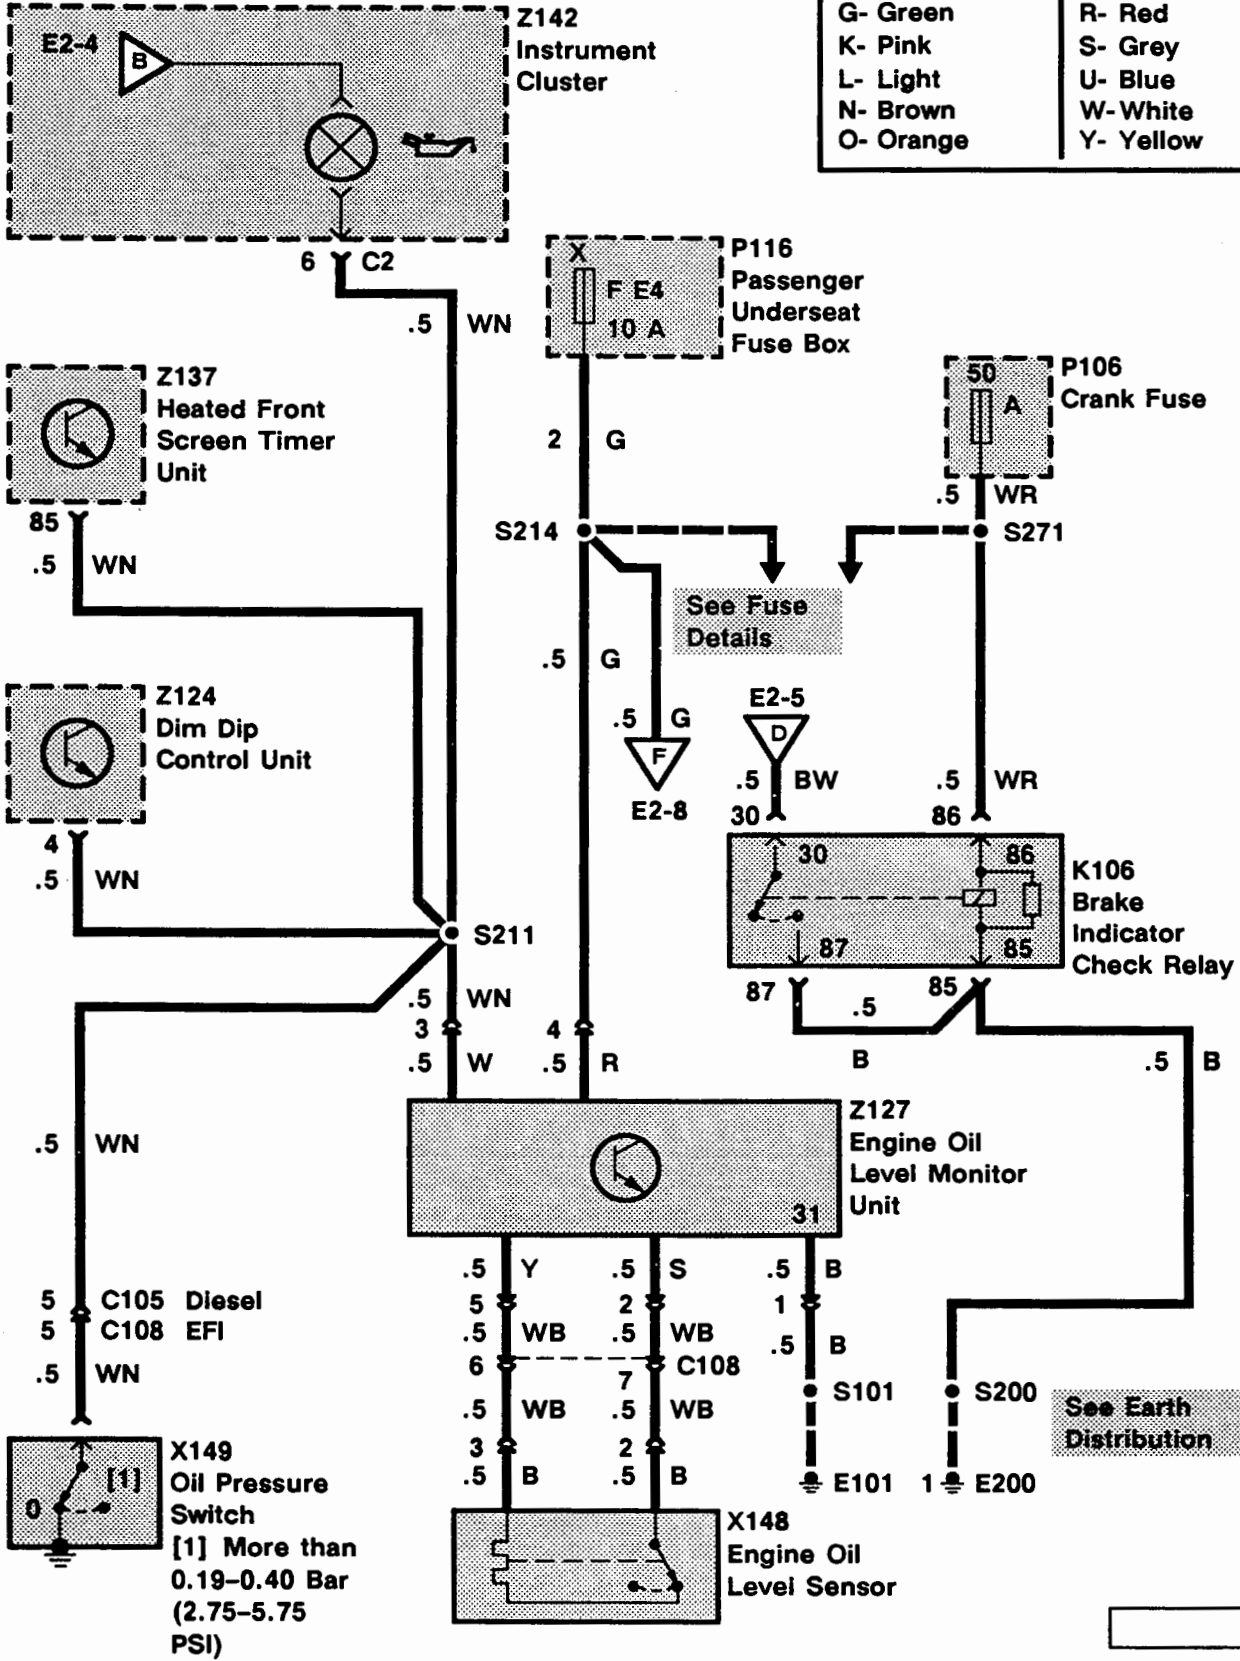 Z142
Instrument
Cluster
E2-4
B
G- Green
K- Pink
L- Light
N- Brown
O- Orange
R- Red
S- Grey
U- Blue
W-White
Y- Yellow
6 C2
.5 WN
X
F E4
10 A
P116
Passenger
Underseat
Fuse Box
Z137
Heated Front
Screen Timer
Unit
50
A
P106
Crank Fuse
2 G
.5 WR
85
.5 WN
S214
S271
See Fuse
Details
.5 G
Z124
Dim Dip
Control Unit
.5 G
F
E2-8
E2-5
D
.5 BW
.5 WR
30
86
4
.5 WN
30
86
87
85
K106
Brake
Indicator
Check Relay
S211
87
85
.5
B
.5 B
.5 WN
3
.5 W
4
.5 R
Z127
Engine Oil
Level Monitor
Unit
31
.5 WN
.5 Y
.5 S
.5 B
5
2
1
5 C105 Diesel
5 C108 EFI
.5 WB
.5 WB
.5 B
6
7
C108
.5 WN
.5 WB
.5 WB
S101
S200
See Earth
Distribution
3
2
.5 B
.5 B
E101
1 E200
0
[1]
X149
Oil Pressure
Switch
[1] More than
0.19-0.40 Bar
(2.75-5.75
PSI)
X148
Engine Oil
Level Sensor